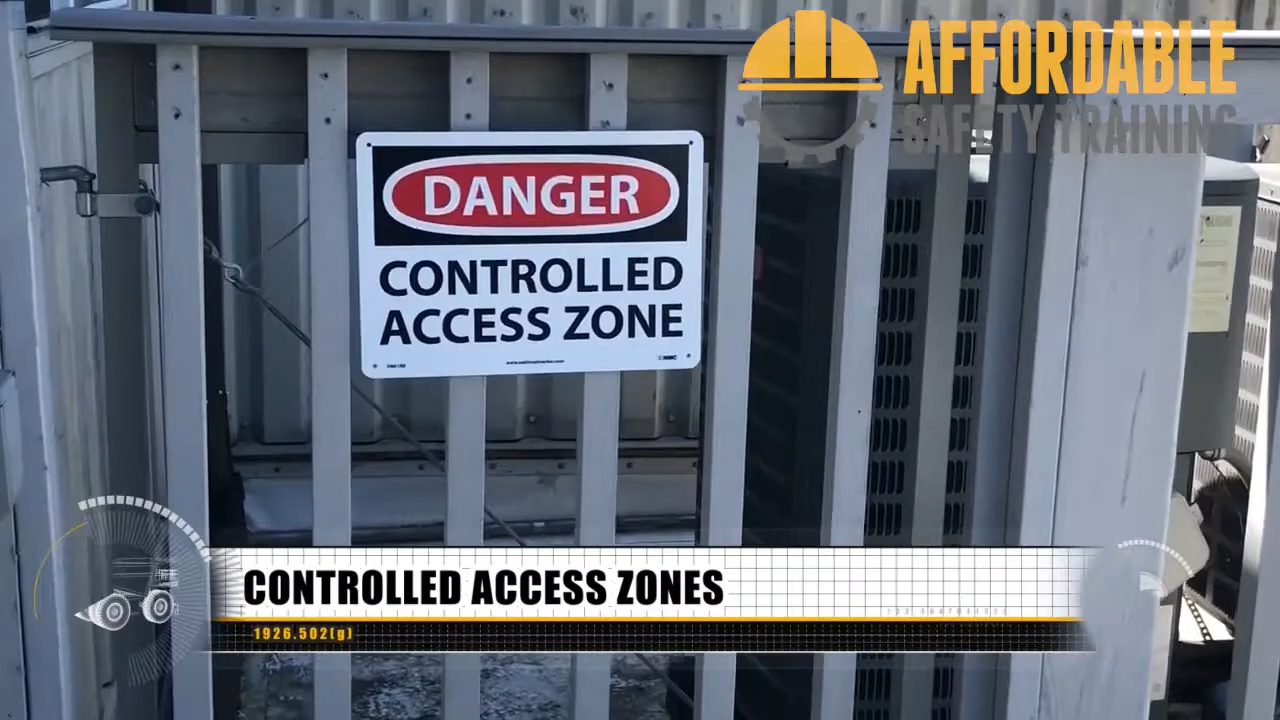 AFFORDABLE
SAFETY TRAINING
DANGER
CONTROLLED
ACCESS ZONE
CONTROLLED ACCESS ZONES
1926.502(g)